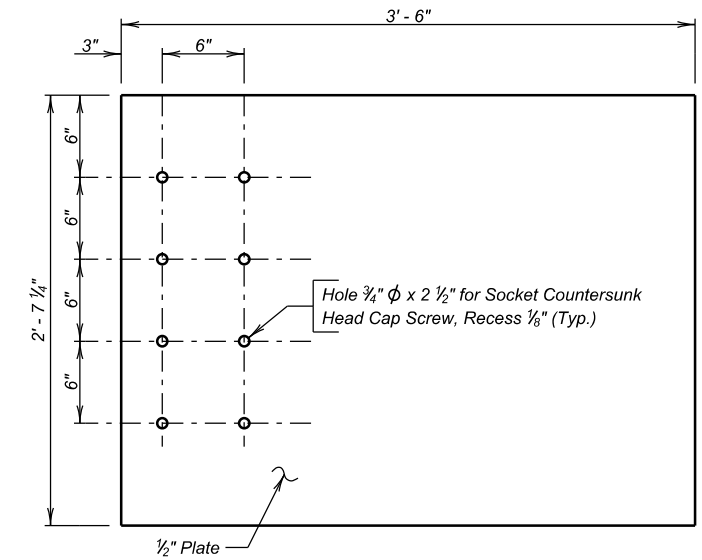 3' - 6"
3"
6"
6"
6"
6"
6"
2' - 7 ¼"
Hole ¾" ϕ x 2 ½" for Socket Countersunk
Head Cap Screw, Recess ⅛" (Typ.)
½" Plate